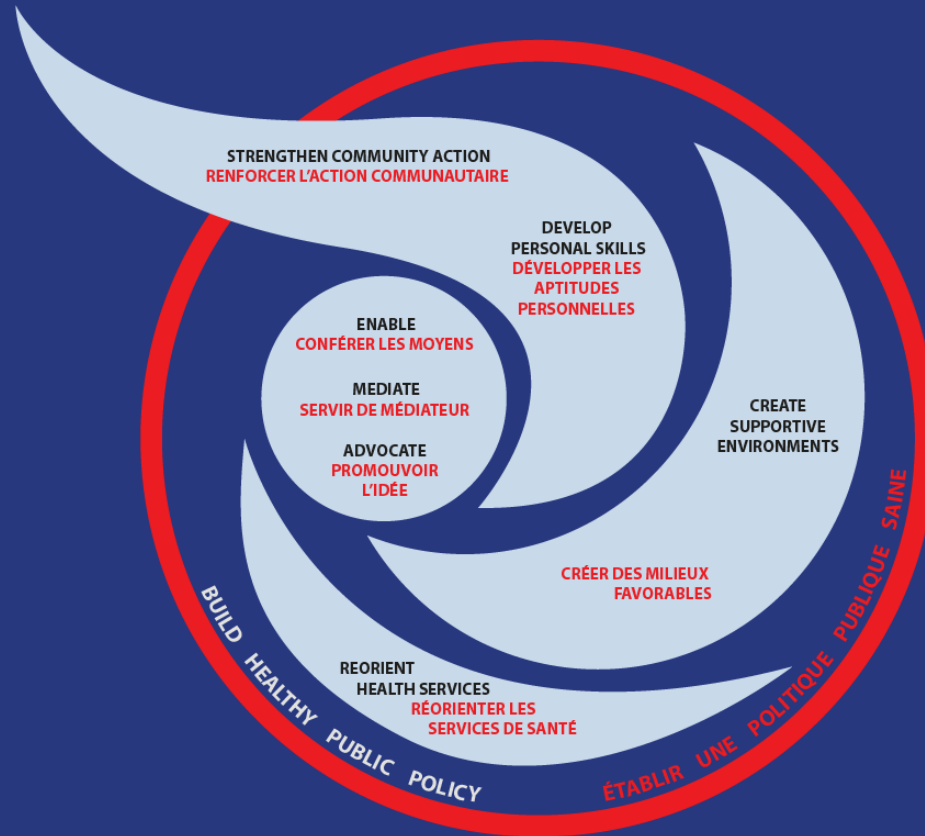 STRENGTHEN COMMUNITY ACTION
RENFORCER L'ACTION COMMUNAUTAIRE
DEVELOP
PERSONAL SKILLS
DÉVELOPPER LES
APTITUDES
PERSONNELLES
ENABLE
CONFÉRER LES MOYENS
MEDIATE
SERVIR DE MÉDIATEUR
ADVOCATE
PROMOUVOIR
L'IDÉE
CREATE
SUPPORTIVE
ENVIRONMENTS
CRÉER DES MILIEUX
FAVORABLES
REORIENT
HEALTH SERVICES
RÉORIENTER LES
SERVICES DE SANTÉ
BUILD HEALTHY PUBLIC POLICY
ÉTABLIR UNE POLITIQUE PUBLIQUE SAINE